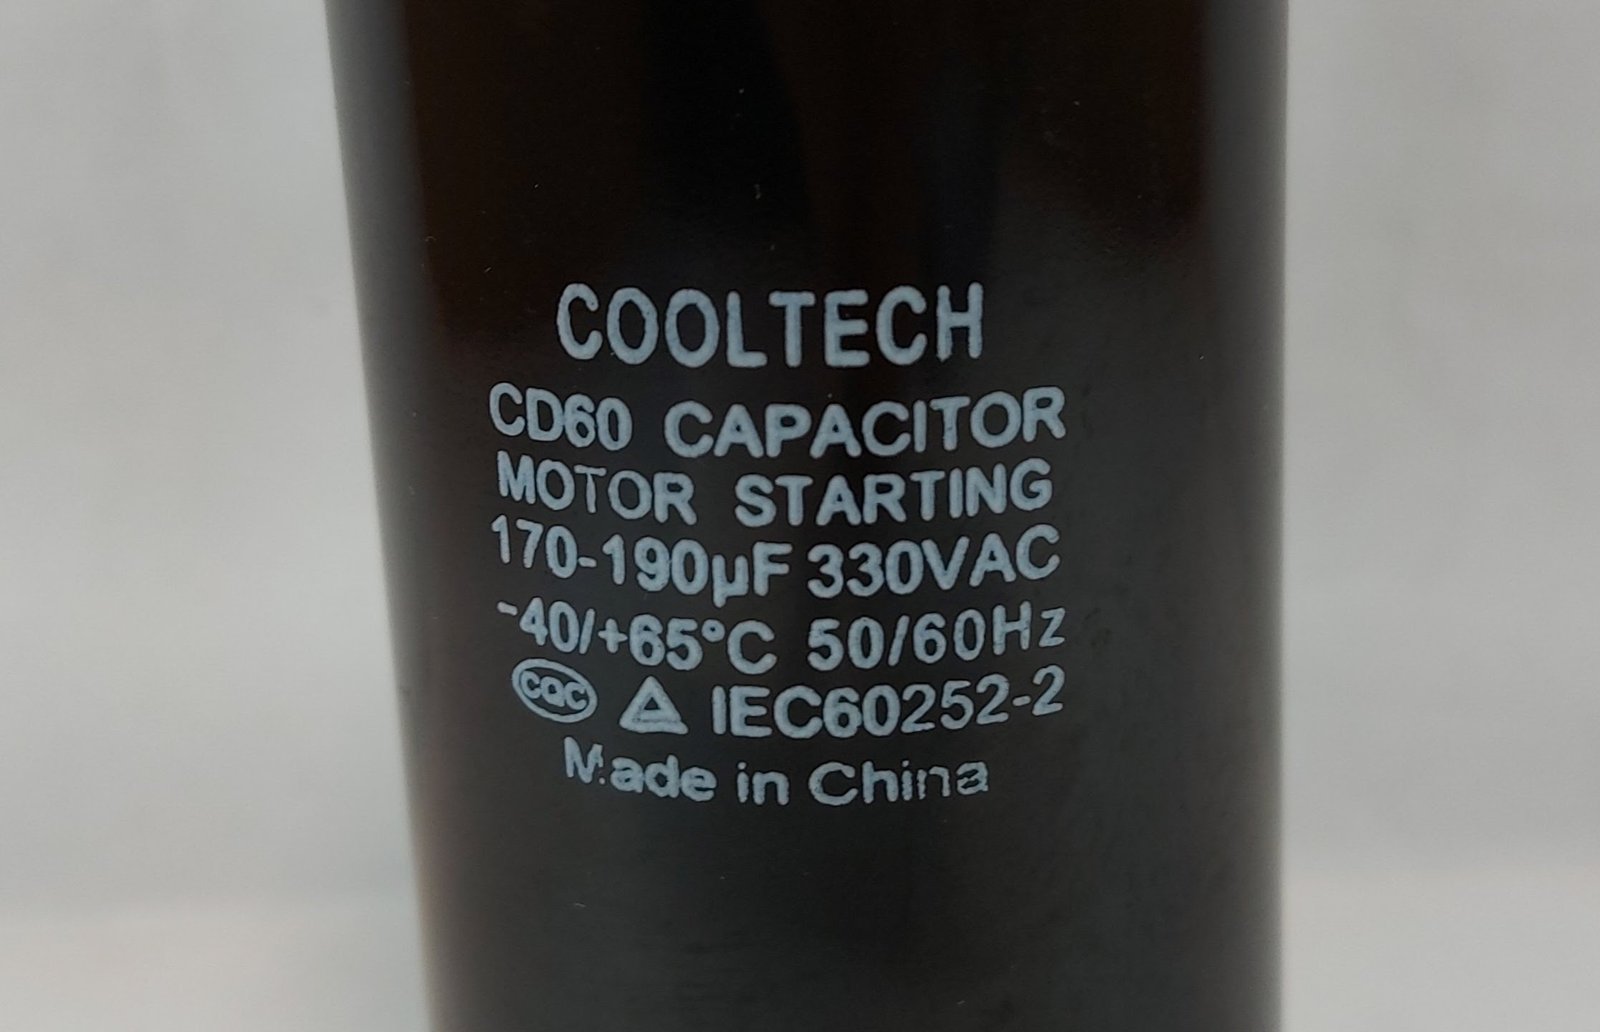 COOLTECH
CD60 CAPACITOR
MOTOR STARTING
170-190µF 330VAC
-40/+65°C 50/60Hz
CQC IEC60252-2
Made in China